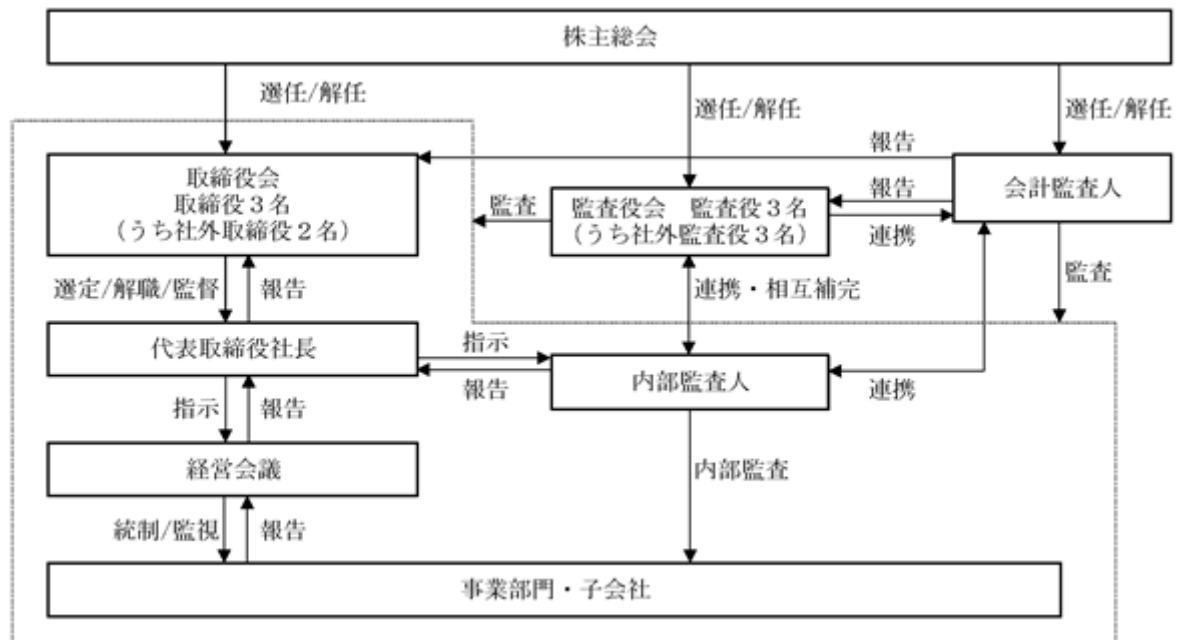 株主総会
選任/解任
選任/解任
選任/解任
報告
取締役会
取締役3名
（うち社外取締役2名）
監査
監査役会　監査役3名
（うち社外監査役3名）
報告
連携
会計監査人
監査
選定/解職/監督
報告
連携・相互補完
代表取締役社長
指示
報告
内部監査人
連携
指示
報告
経営会議
内部監査
統制/監視
報告
事業部門・子会社